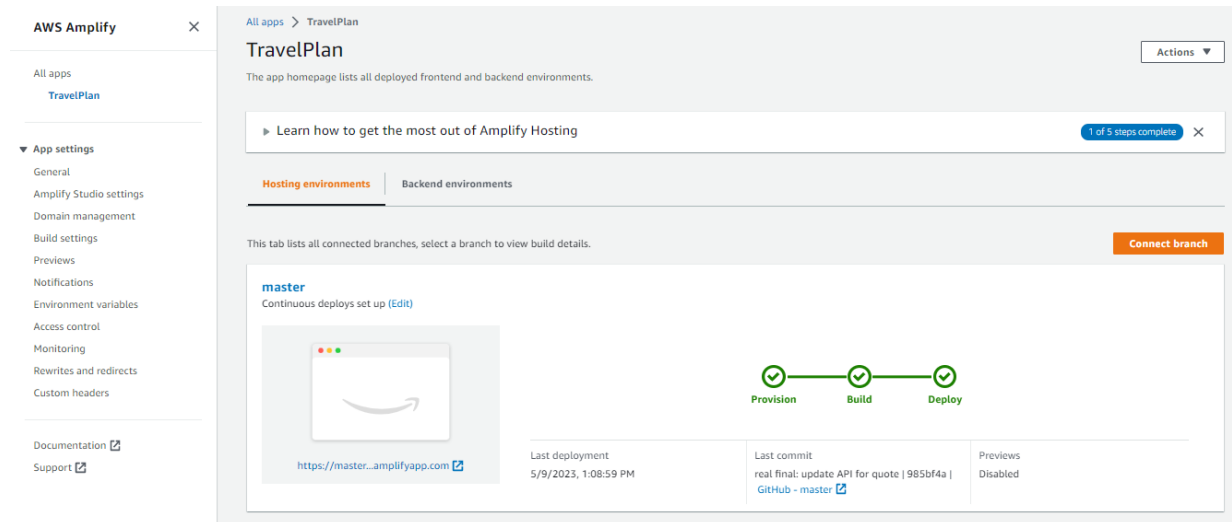 AWS Amplify
All apps
TravelPlan
App settings
General
Amplify Studio settings
Domain management
Build settings
Previews
Notifications
Environment variables
Access control
Monitoring
Rewrites and redirects
Custom headers
Documentation
Support
All apps > TravelPlan
TravelPlan
Actions
The app homepage lists all deployed frontend and backend environments.
Learn how to get the most out of Amplify Hosting
1 of 5 steps complete
Hosting environments
Backend environments
This tab lists all connected branches, select a branch to view build details.
Connect branch
master
Continuous deploys set up (Edit)
https://master...amplifyapp.com
Provision
Build
Deploy
Last deployment
5/9/2023, 1:08:59 PM
Last commit
real final: update API for quote | 985bf4a |
GitHub - master
Previews
Disabled